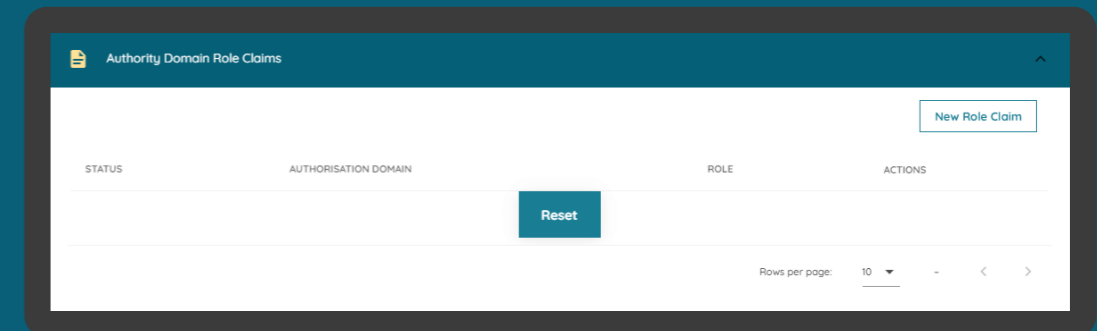 Authority Domain Role Claims
New Role Claim
STATUS AUTHORISATION DOMAIN ROLE ACTIONS
Reset
Rows per page: 10 -